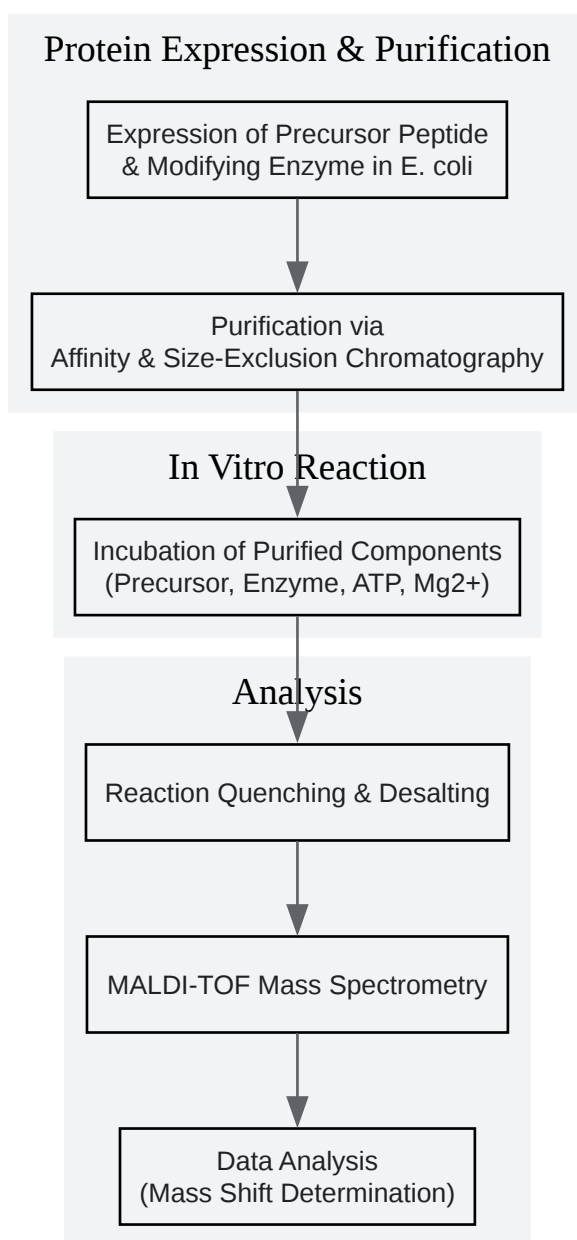 Protein Expression & Purification
Expression of Precursor Peptide
& Modifying Enzyme in E. coli
Purification via
Affinity & Size-Exclusion Chromatography
In Vitro Reaction
Incubation of Purified Components
(Precursor, Enzyme, ATP, Mg2+)
Analysis
Reaction Quenching & Desalting
MALDI-TOF Mass Spectrometry
Data Analysis
(Mass Shift Determination)